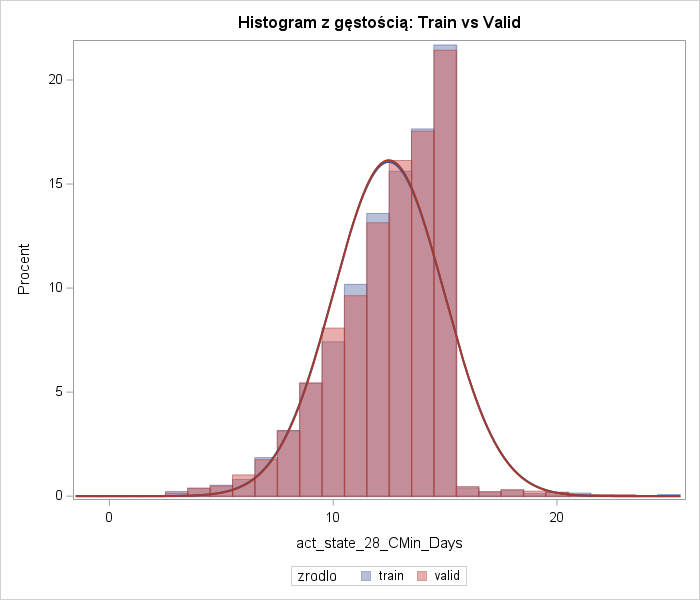 Histogram z gęstością: Train vs Valid
20
15
10
5
0
Procent
0 10 20
act_state_28_CMin_Days
zrodlo train valid